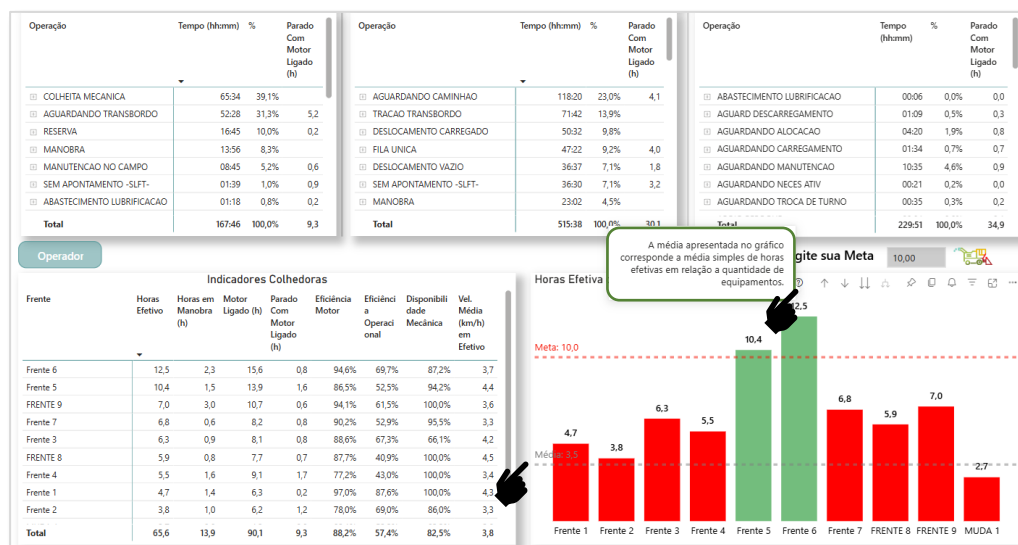 Operação Tempo (hh:mm) % Parado Com Motor Ligado (h)
COLHEITA MECANICA 65:34 39,1%
AGUARDANDO TRANSBORDO 52:28 31,3% 5,2
RESERVA 16:45 10,0% 0,2
MANOBRA 13:56 8,3%
MANUTENCAO NO CAMPO 08:45 5,2% 0,6
SEM APONTAMENTO -SLFT- 01:39 1,0% 0,9
ABASTECIMENTO LUBRIFICACAO 01:18 0,8% 0,2
Total 167:46 100,0% 9,3
Operação Tempo (hh:mm) % Parado Com Motor Ligado (h)
AGUARDANDO CAMINHAO 118:20 23,0% 4,1
TRACAO TRANSBORDO 71:42 13,9%
DESLOCAMENTO CARREGADO 50:32 9,8%
FILA UNICA 47:22 9,2% 4,0
DESLOCAMENTO VAZIO 36:37 7,1% 1,8
SEM APONTAMENTO -SLFT- 36:30 7,1% 3,2
MANOBRA 23:02 4,5%
Total 515:38 100,0% 30,1
Operação Tempo (hh:mm) % Parado Com Motor Ligado (h)
ABASTECIMENTO LUBRIFICACAO 00:06 0,0% 0,0
AGUARD DESCARREGAMENTO 01:09 0,5% 0,3
AGUARDANDO ALOCACAO 04:20 1,9% 0,8
AGUARDANDO CARREGAMENTO 01:34 0,7% 0,7
AGUARDANDO MANUTENCAO 10:35 4,6% 0,9
AGUARDANDO NECES ATIV 00:21 0,2% 0,0
AGUARDANDO TROCA DE TURNO 00:35 0,3% 0,2
Total 229:51 100,0% 34,9
Operador
A média apresentada no gráfico
corresponde a média simples de horas
efetivas em relação a quantidade de
equipamentos.
gite sua Meta 10,00
Indicadores Colhedoras
Frente Horas Efetivo Horas em Manobra (h) Motor Ligado (h) Parado Com Motor Ligado (h) Eficiência Motor Eficiênci a Operaci onal Disponibili dade Mecânica Vel. Média (km/h) em Efetivo
Frente 6 12,5 2,3 15,6 0,8 94,6% 69,7% 87,2% 3,7
Frente 5 10,4 1,5 13,9 1,6 86,5% 52,5% 94,2% 4,4
FRENTE 9 7,0 3,0 10,7 0,6 94,1% 61,5% 100,0% 3,6
Frente 7 6,8 0,6 8,2 0,8 90,2% 52,9% 95,5% 3,3
Frente 3 6,3 0,9 8,1 0,8 88,6% 67,3% 66,1% 4,2
FRENTE 8 5,9 0,8 7,7 0,7 87,7% 40,9% 100,0% 4,5
Frente 4 5,5 1,6 9,1 1,7 77,2% 43,0% 100,0% 3,4
Frente 1 4,7 1,4 6,3 0,2 97,0% 87,6% 100,0% 4,3
Frente 2 3,8 1,0 6,2 1,2 78,0% 69,0% 86,0% 3,3
Total 65,6 13,9 90,1 9,3 88,2% 57,4% 82,5% 3,8
Horas Efetiva
12,5
10,4
Meta: 10,0
6,8
7,0
6,3
5,9
5,5
4,7
3,8
Média: 3,5
2,7
Frente 1 Frente 2 Frente 3 Frente 4 Frente 5 Frente 6 Frente 7 FRENTE 8 FRENTE 9 MUDA 1